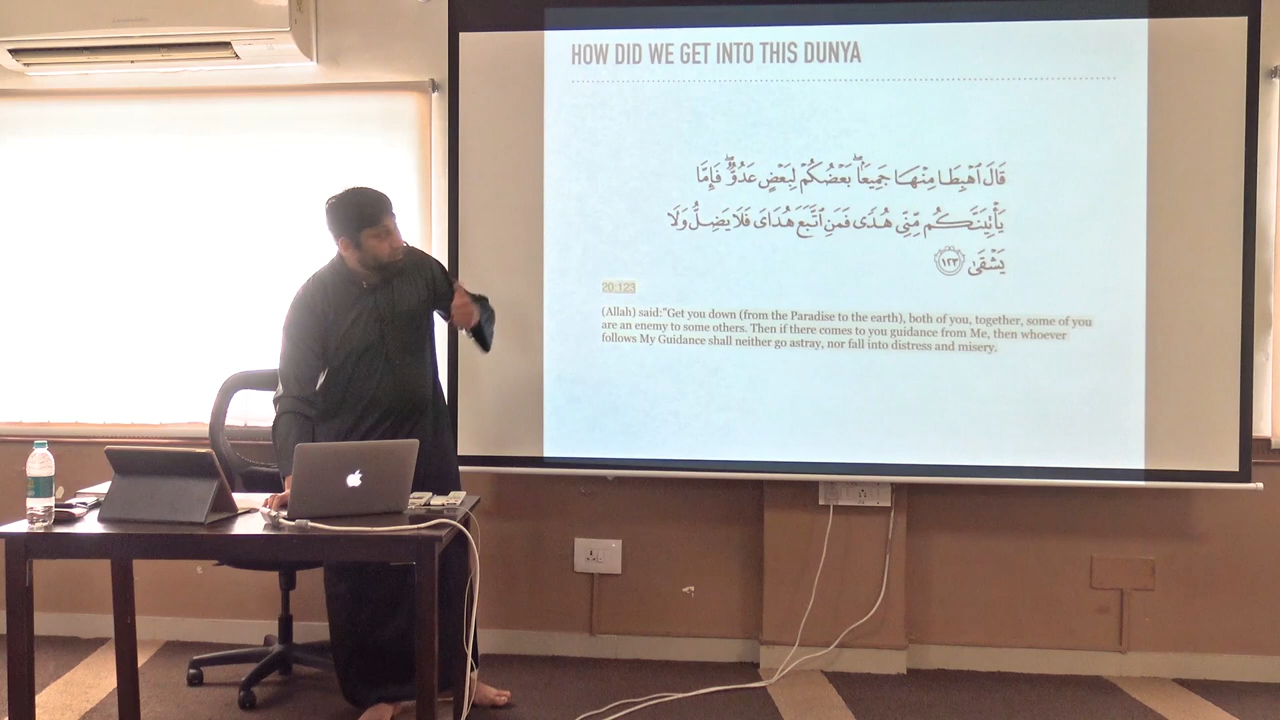 HOW DID WE GET INTO THIS DUNYA
قَالَ ٱهْبِطَا مِنْهَا جَمِيعًۢا ۖ بَعْضُكُمْ لِبَعْضٍ عَدُوٌّ ۖ فَإِمَّا
يَأْتِيَنَّكُم مِّنِّى هُدًى فَمَنِ ٱتَّبَعَ هُدَاىَ فَلَا يَضِلُّ وَلَا
يَشْقَىٰ ١٢٣
20:123
(Allah) said:"Get you down (from the Paradise to the earth), both of you, together, some of you
are an enemy to some others. Then if there comes to you guidance from Me, then whoever
follows My Guidance shall neither go astray, nor fall into distress and misery.